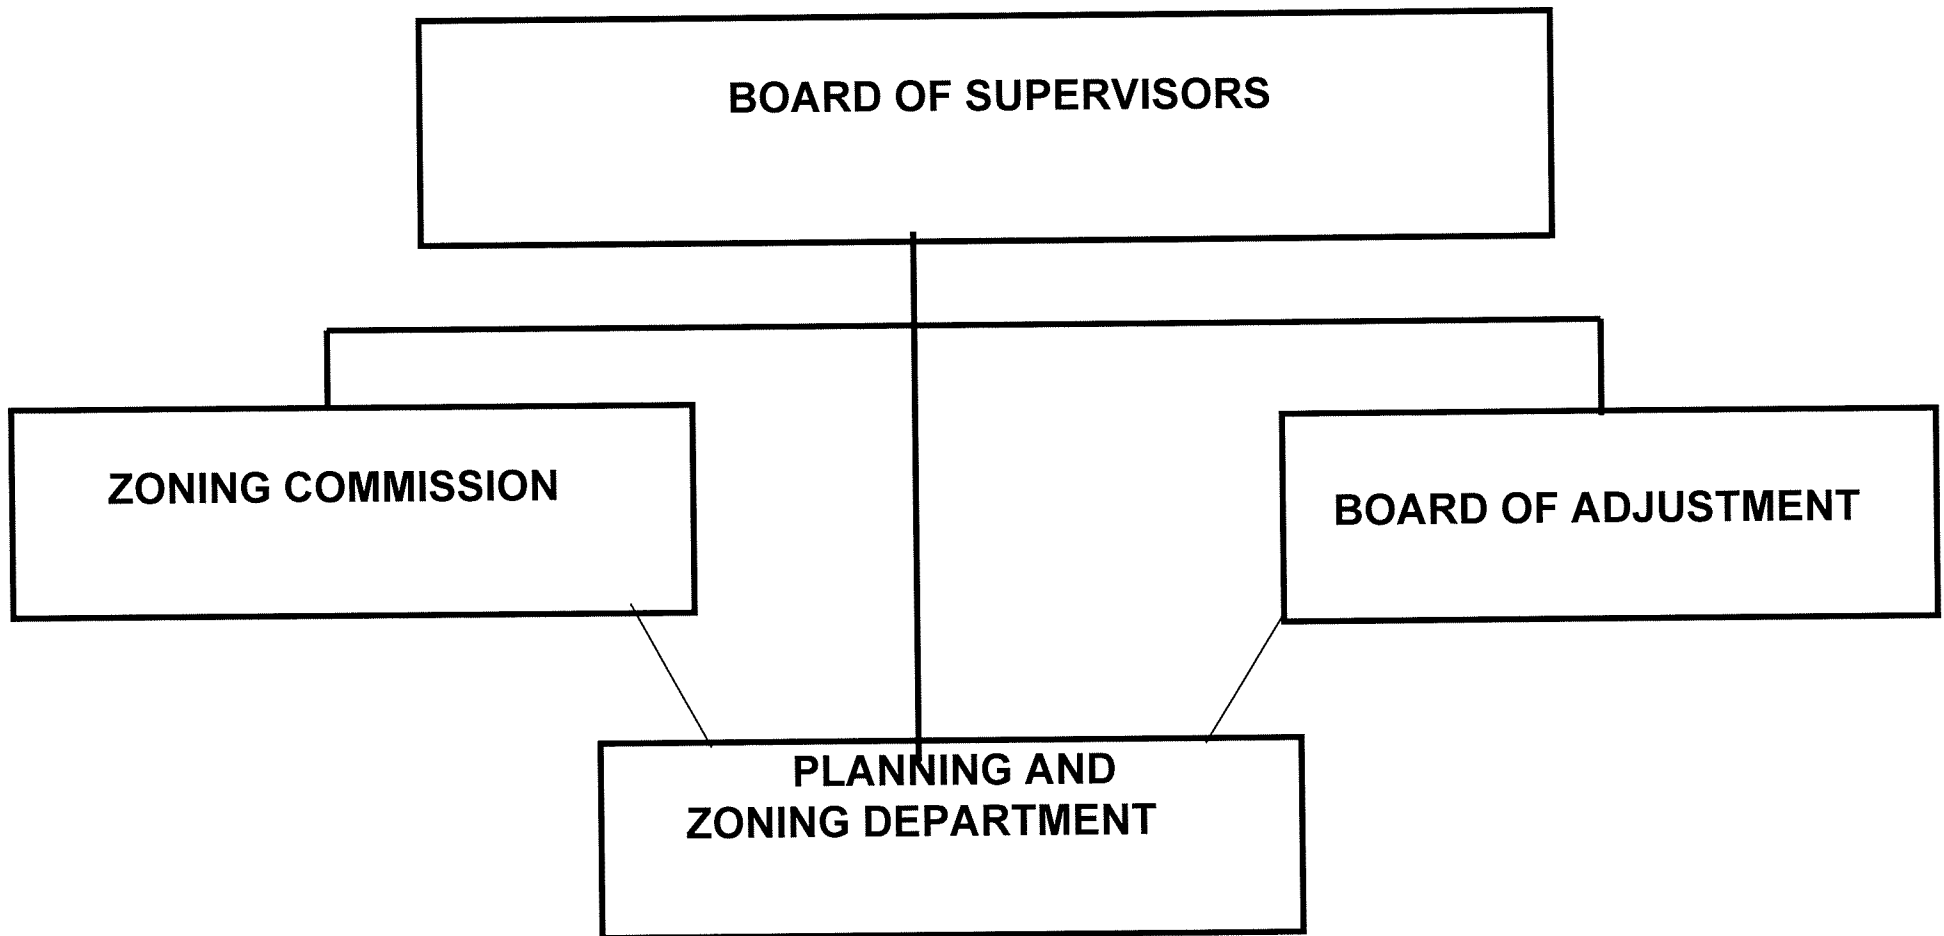 BOARD OF SUPERVISORS
ZONING COMMISSION
BOARD OF ADJUSTMENT
PLANNING AND
ZONING DEPARTMENT